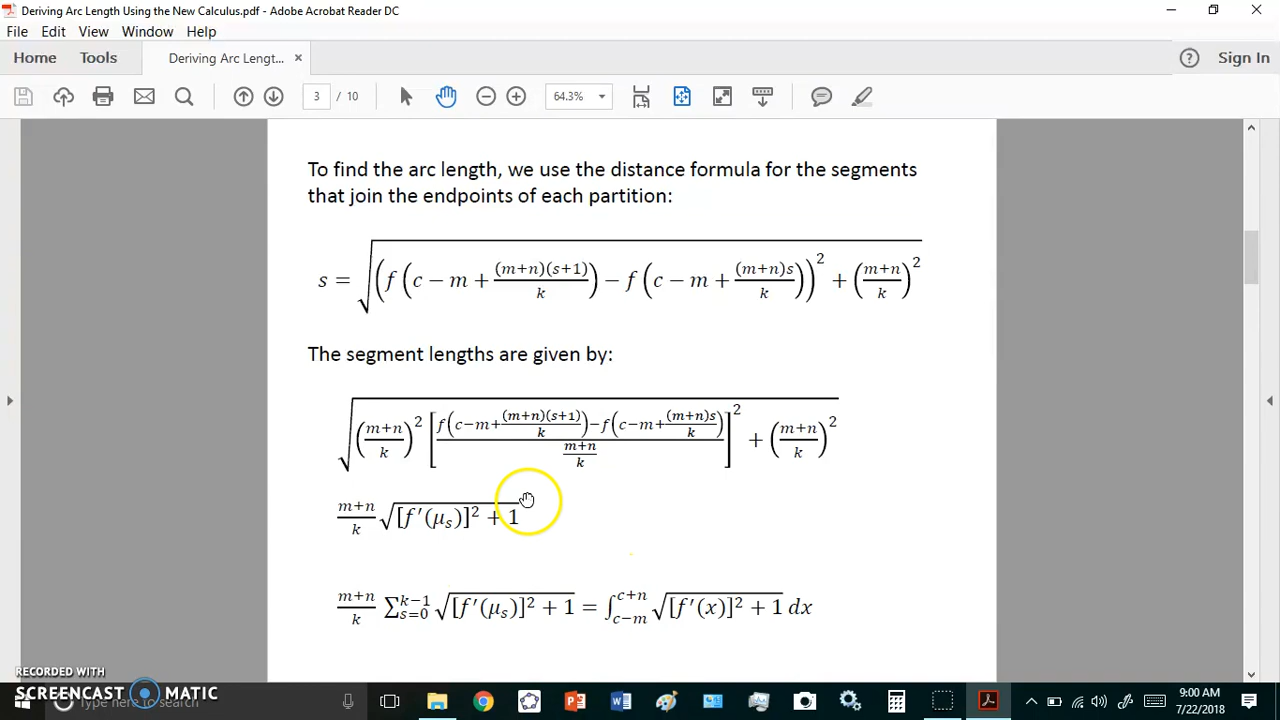 Deriving Arc Length Using the New Calculus.pdf - Adobe Acrobat Reader DC
File Edit View Window Help
Home Tools Deriving Arc Lengt... × ? Sign In
3 / 10 64.3%
To find the arc length, we use the distance formula for the segments
that join the endpoints of each partition:
s = √((f(c − m + (m+n)(s+1)/k) − f(c − m + (m+n)s/k))² + ((m+n)/k)²)
The segment lengths are given by:
√(((m+n)/k)² [(f(c−m+(m+n)(s+1)/k)−f(c−m+(m+n)s/k))/((m+n)/k)]² + ((m+n)/k)²)
(m+n)/k √([f′(μₛ)]² + 1)
(m+n)/k ∑_{s=0}^{k−1} √([f′(μₛ)]² + 1) = ∫_{c−m}^{c+n} √([f′(x)]² + 1) dx
RECORDED WITH
SCREENCAST MATIC
Type here to search
9:00 AM
7/22/2018